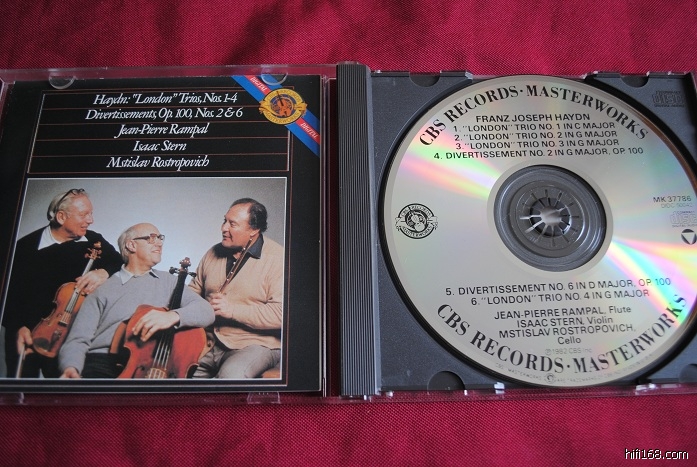 Haydn: "London" Trios, Nos. 1-4
Divertissements, Op. 100, Nos. 2 & 6
Jean-Pierre Rampal
Isaac Stern
Mstislav Rostropovich
DIGITAL
DIGITAL
CBS RECORDS · MASTERWORKS
FRANZ JOSEPH HAYDN
1. "LONDON" TRIO NO. 1 IN C MAJOR
2. "LONDON" TRIO NO. 2 IN G MAJOR
3. "LONDON" TRIO NO. 3 IN G MAJOR
4. DIVERTISSEMENT NO. 2 IN G MAJOR, OP 100
MK 37786
5. DIVERTISSEMENT NO. 6 IN D MAJOR, OP 100
6. "LONDON" TRIO NO. 4 IN G MAJOR
JEAN-PIERRE RAMPAL, Flute
ISAAC STERN, Violin
MSTISLAV ROSTROPOVICH,
Cello
℗ 1982 CBS Inc.
CBS RECORDS · MASTERWORKS
hifi168.com